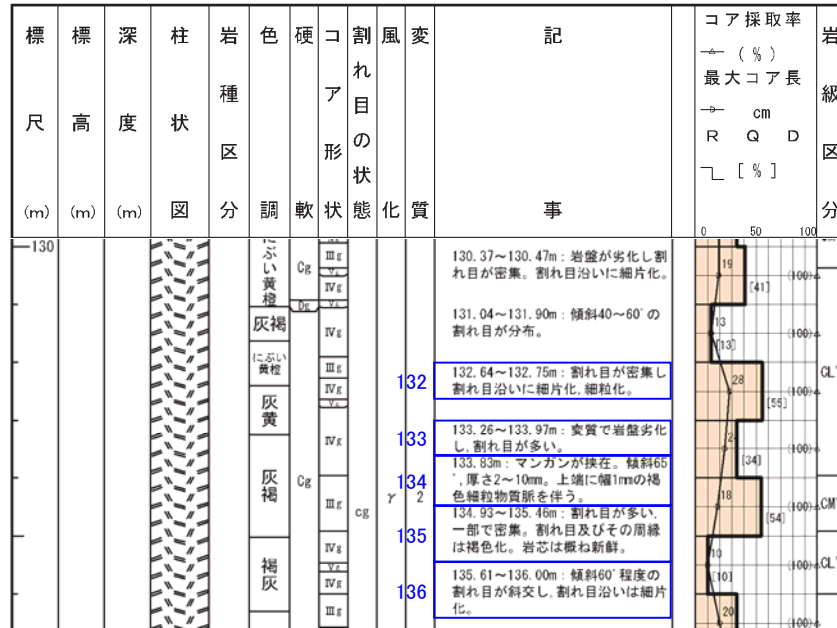 標尺(m)
標高(m)
深度(m)
柱状図
岩種区分
色調
硬軟
コア形状
割れ目の状態
風化
変質
記事
コア採取率
(%)
最大コア長
cm
RQD
[%]
岩級区分
0 50 100
130
にぶい黄橙
灰褐
にぶい
黄橙
灰黄
灰褐
褐灰
Cg
Dg
Cg
Ⅲg
Ⅳg
Ⅳg
Ⅲg
Ⅳg
Ⅳg
Ⅲg
Ⅳg
Ⅴg
Ⅳg
Ⅲg
cg
γ
2
130.37～130.47m：岩盤が劣化し割
れ目が密集。割れ目沿いに細片化。
131.04～131.90m：傾斜40～60ﾟの
割れ目が分布。
132
132.64～132.75m：割れ目が密集し
割れ目沿いに細片化，細粒化。
133
133.26～133.97m：変質で岩盤劣化
し，割れ目が多い。
134
133.83m：マンガンが挟在。傾斜65
ﾟ，厚さ2～10mm。上端に幅1mmの褐
色細粒物質脈を伴う。
135
134.93～135.46m：割れ目が多い，
一部で密集。割れ目及びその周縁
は褐色化。岩芯は概ね新鮮。
136
135.61～136.00m：傾斜60ﾟ程度の
割れ目が斜交し，割れ目沿いは細片
化。
19
[41]
(100)
13
[13]
(100)
28
[55]
(100)
[34]
(100)
18
[54]
(100)
10
[10]
(100)
20
(100)
CL
CM
CL